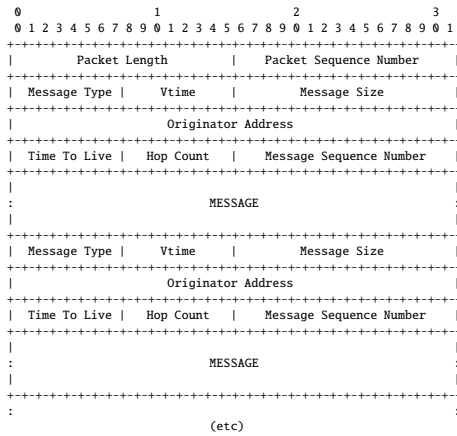 0                   1                   2                   3
0 1 2 3 4 5 6 7 8 9 0 1 2 3 4 5 6 7 8 9 0 1 2 3 4 5 6 7 8 9 0 1
+-+-+-+-+-+-+-+-+-+-+-+-+-+-+-+-+-+-+-+-+-+-+-+-+-+-+-+-+-+-+-+-
|         Packet Length         |    Packet Sequence Number     |
+-+-+-+-+-+-+-+-+-+-+-+-+-+-+-+-+-+-+-+-+-+-+-+-+-+-+-+-+-+-+-+-
|  Message Type |     Vtime     |         Message Size          |
+-+-+-+-+-+-+-+-+-+-+-+-+-+-+-+-+-+-+-+-+-+-+-+-+-+-+-+-+-+-+-+-
|                      Originator Address                       |
+-+-+-+-+-+-+-+-+-+-+-+-+-+-+-+-+-+-+-+-+-+-+-+-+-+-+-+-+-+-+-+-
|  Time To Live |   Hop Count   |    Message Sequence Number    |
+-+-+-+-+-+-+-+-+-+-+-+-+-+-+-+-+-+-+-+-+-+-+-+-+-+-+-+-+-+-+-+-
|                                                               |
:                            MESSAGE                            :
|                                                               |
+-+-+-+-+-+-+-+-+-+-+-+-+-+-+-+-+-+-+-+-+-+-+-+-+-+-+-+-+-+-+-+-
|  Message Type |     Vtime     |         Message Size          |
+-+-+-+-+-+-+-+-+-+-+-+-+-+-+-+-+-+-+-+-+-+-+-+-+-+-+-+-+-+-+-+-
|                      Originator Address                       |
+-+-+-+-+-+-+-+-+-+-+-+-+-+-+-+-+-+-+-+-+-+-+-+-+-+-+-+-+-+-+-+-
|  Time To Live |   Hop Count   |    Message Sequence Number    |
+-+-+-+-+-+-+-+-+-+-+-+-+-+-+-+-+-+-+-+-+-+-+-+-+-+-+-+-+-+-+-+-
|                                                               |
:                            MESSAGE                            :
|                                                               |
+-+-+-+-+-+-+-+-+-+-+-+-+-+-+-+-+-+-+-+-+-+-+-+-+-+-+-+-+-+-+-+-
:                                                               :
(etc)